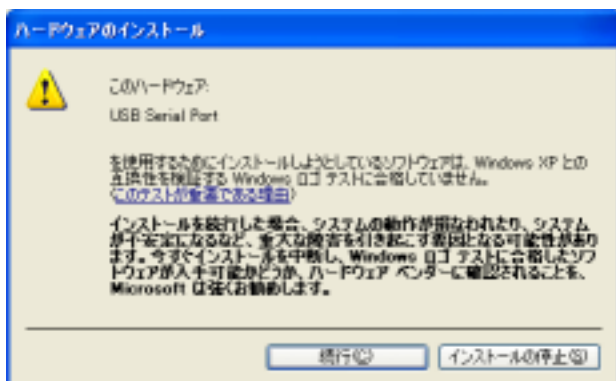 ハードウェアのインストール
このハードウェア:
USB Serial Port
を使用するためにインストールしようとしているソフトウェアは、Windows XP との
互換性を検証する Windows ロゴ テストに合格していません。
(このテストが重要である理由)
インストールを続行した場合、システムの動作が損なわれたり、システム
が不安定になるなど、重大な障害を引き起こす要因となる可能性があり
ます。今すぐインストールを中断し、Windows ロゴ テストに合格したソフ
トウェアが入手可能かどうか、ハードウェア ベンダーに確認されることを、
Microsoft は強くお勧めします。
続行(C)
インストールの停止(S)